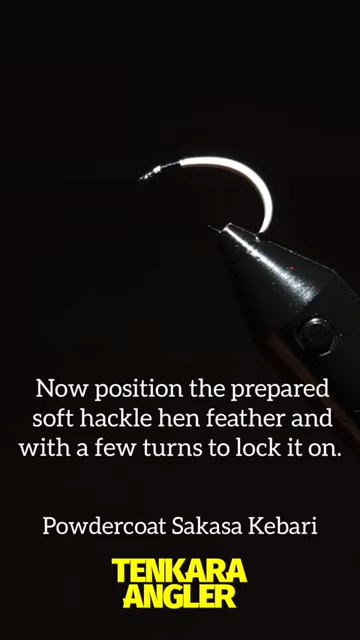 Now position the prepared
soft hackle hen feather and
with a few turns to lock it on.
Powdercoat Sakasa Kebari
TENKARA
ANGLER